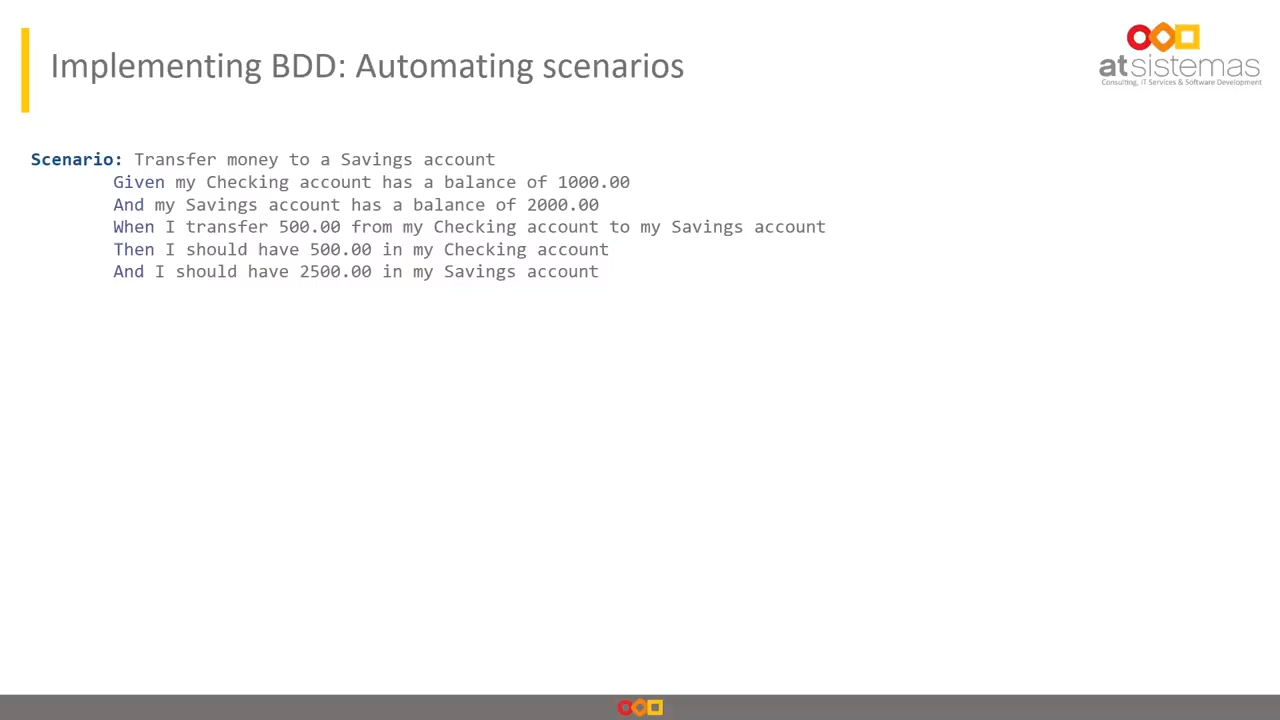 Implementing BDD: Automating scenarios
atsistemas
Consulting, IT Services & Software Development
Scenario: Transfer money to a Savings account
Given my Checking account has a balance of 1000.00
And my Savings account has a balance of 2000.00
When I transfer 500.00 from my Checking account to my Savings account
Then I should have 500.00 in my Checking account
And I should have 2500.00 in my Savings account